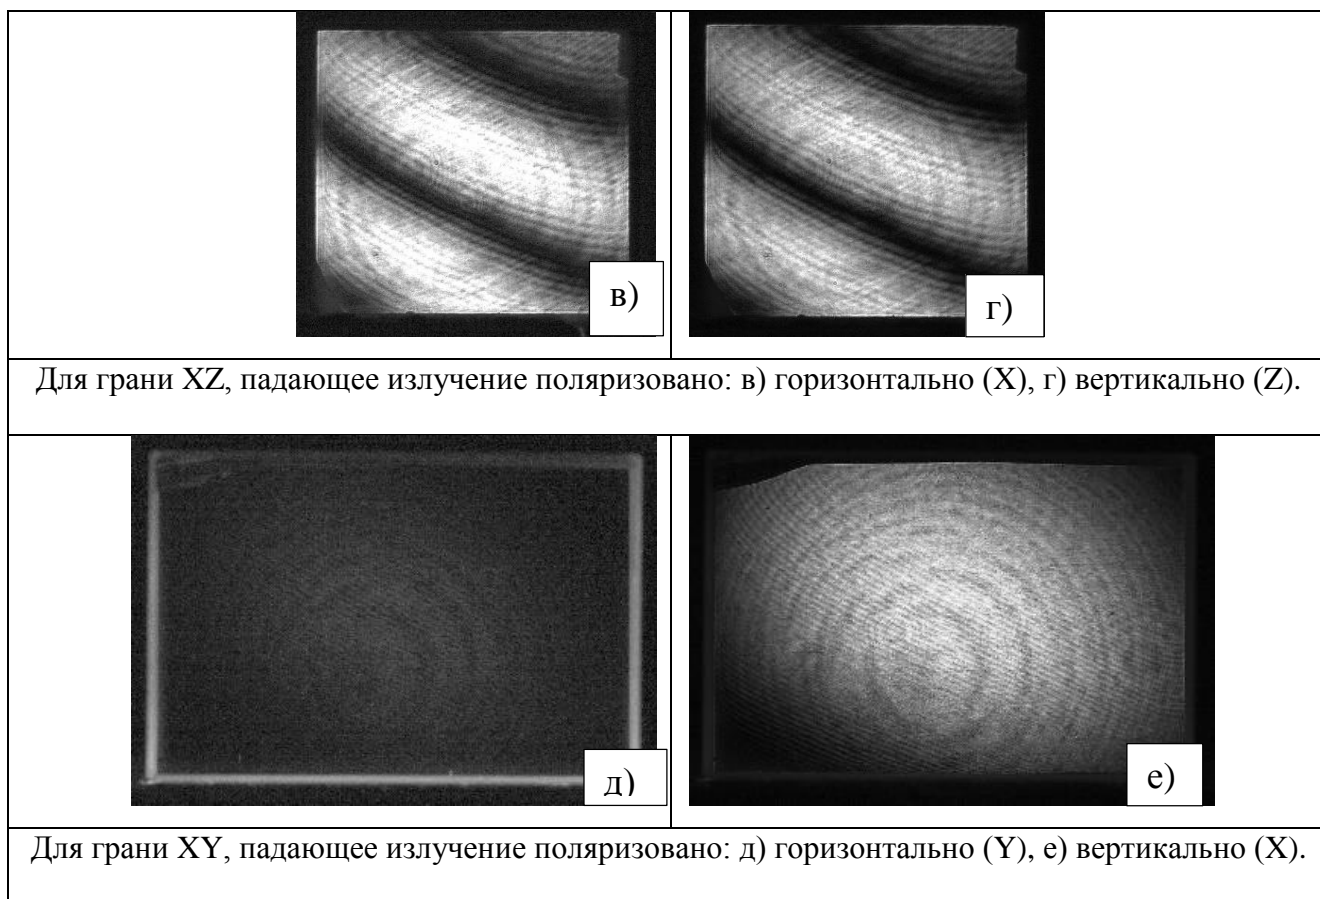 в)
г)
Для грани XZ, падающее излучение поляризовано: в) горизонтально (X), г) вертикально (Z).
д)
е)
Для грани XY, падающее излучение поляризовано: д) горизонтально (Y), е) вертикально (X).